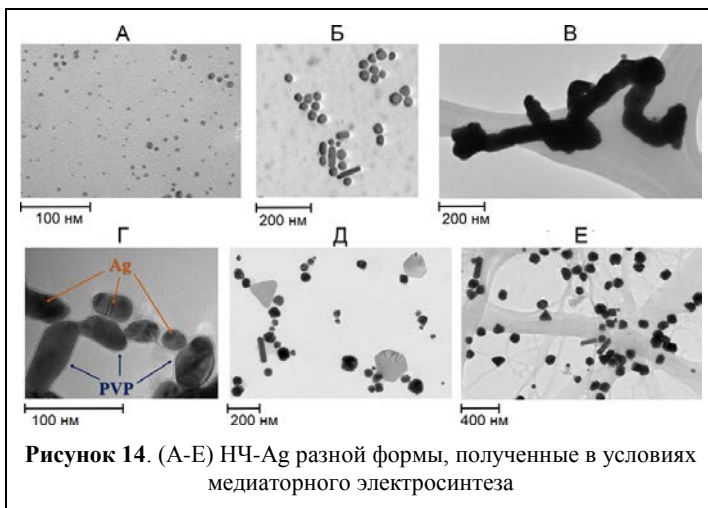 А Б В
100 нм 200 нм 200 нм
Г Д Е
Ag
PVP
100 нм 200 нм 400 нм
Рисунок 14. (А-Е) НЧ-Ag разной формы, полученные в условиях
медиаторного электросинтеза